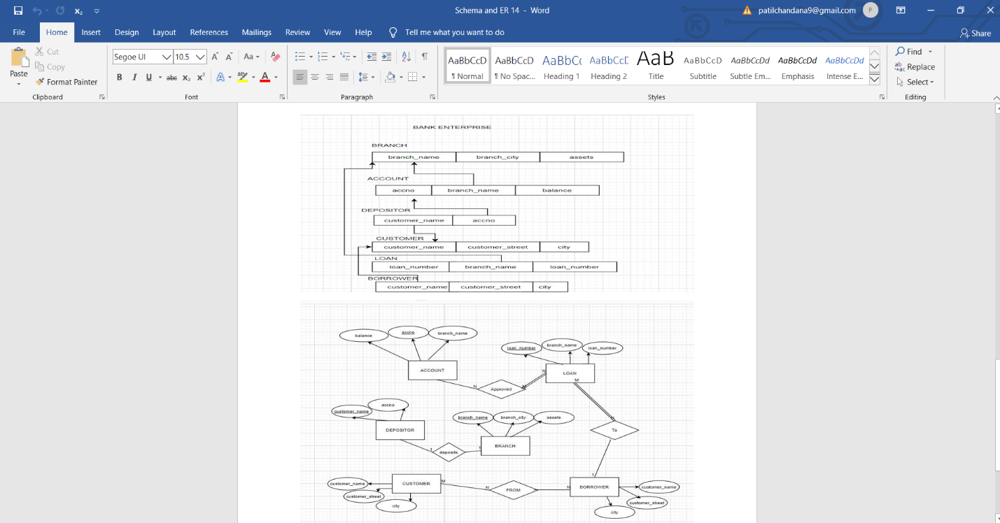 Schema and ER 14 - Word
patilchandana9@gmail.com
P
File Home Insert Design Layout References Mailings Review View Help Tell me what you want to do
Share
Paste
Cut
Copy
Format Painter
Clipboard
Segoe UI 10.5
Font
Paragraph
AaBbCcD AaBbCcD AaBbC( AaBbCcE AaB AaBbCcD AaBbCcDd AaBbCcDd AaBbCcDd
¶ Normal ¶ No Spac... Heading 1 Heading 2 Title Subtitle Subtle Em... Emphasis Intense E...
Styles
Find
Replace
Select
Editing
BANK ENTERPRISE
BRANCH
branch_name branch_city assets
ACCOUNT
accno branch_name balance
DEPOSITOR
customer_name accno
CUSTOMER
customer_name customer_street city
LOAN
loan_number branch_name loan_number
BORROWER
customer_name customer_street city
balance accno branch_name
loan_number branch_name loan_number
ACCOUNT
LOAN
N Approved M N
M
customer_name accno
branch_name branch_city assets
N
To
DEPOSITOR
BRANCH
1 deposits 1
1
customer_name CUSTOMER M
N FROM N
BORROWER customer_name
customer_street
customer_street
city
city